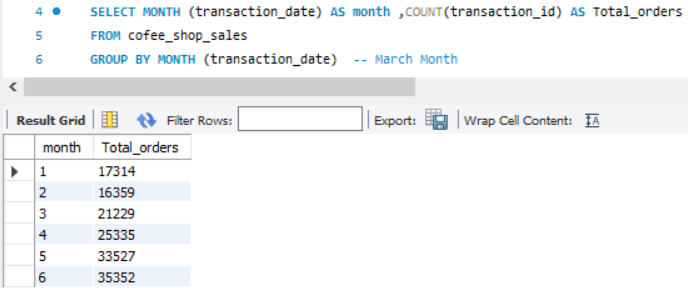 4 SELECT MONTH (transaction_date) AS month ,COUNT(transaction_id) AS Total_orders
5 FROM cofee_shop_sales
6 GROUP BY MONTH (transaction_date) -- March Month
Result Grid Filter Rows: Export: Wrap Cell Content: IA
month Total_orders
1 17314
2 16359
3 21229
4 25335
5 33527
6 35352